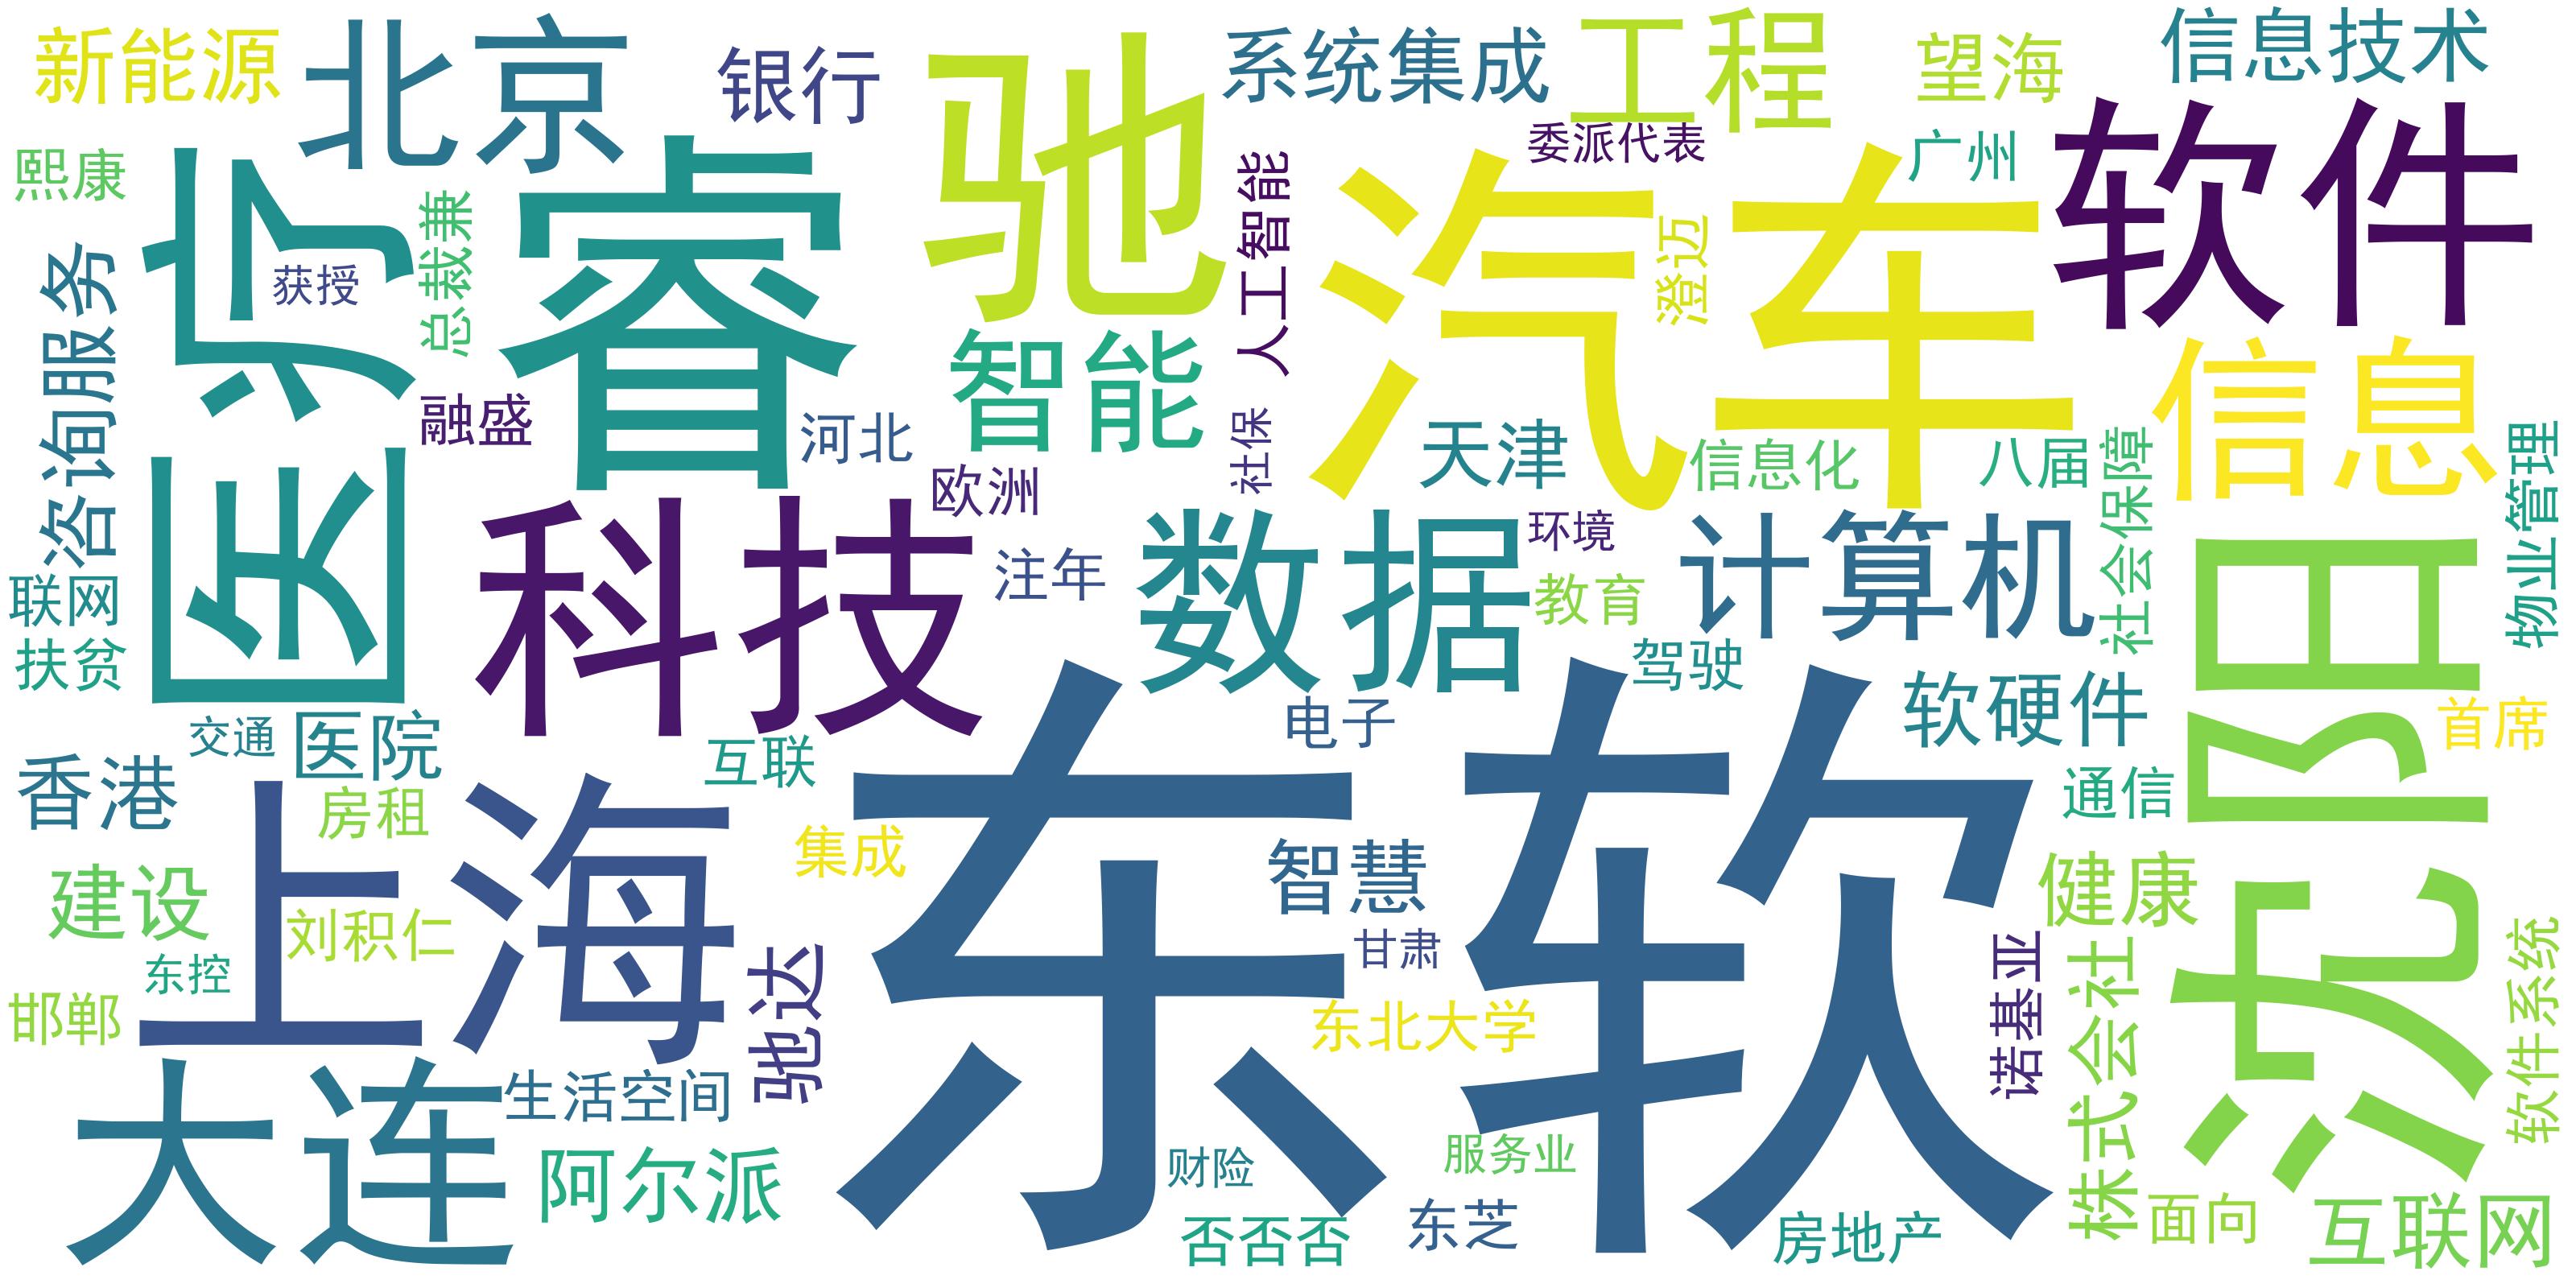 新能源
北京
银行
驰
系统集成
工程
望海
信息技术
熙康
医疗
获授
总裁兼
睿
智能
人工智能
委派代表
汽车
澄迈
广州
软件
咨询服务
融盛
河北
欧洲
社保
天津
信息化
八届
信息
社会保障
物业管理
联网
扶贫
科技
注年
数据
环境
教育
计算机
驾驶
沈阳
交通
医院
互联
电子
软硬件
首席
香港
房租
上海
集成
东软
智慧
通信
健康
建设
刘积仁
东控
邯郸
驰达
甘肃
东北大学
诺基亚
株式会社
软件系统
大连
生活空间
阿尔派
财险
服务业
否否否
东芝
房地产
面向
互联网